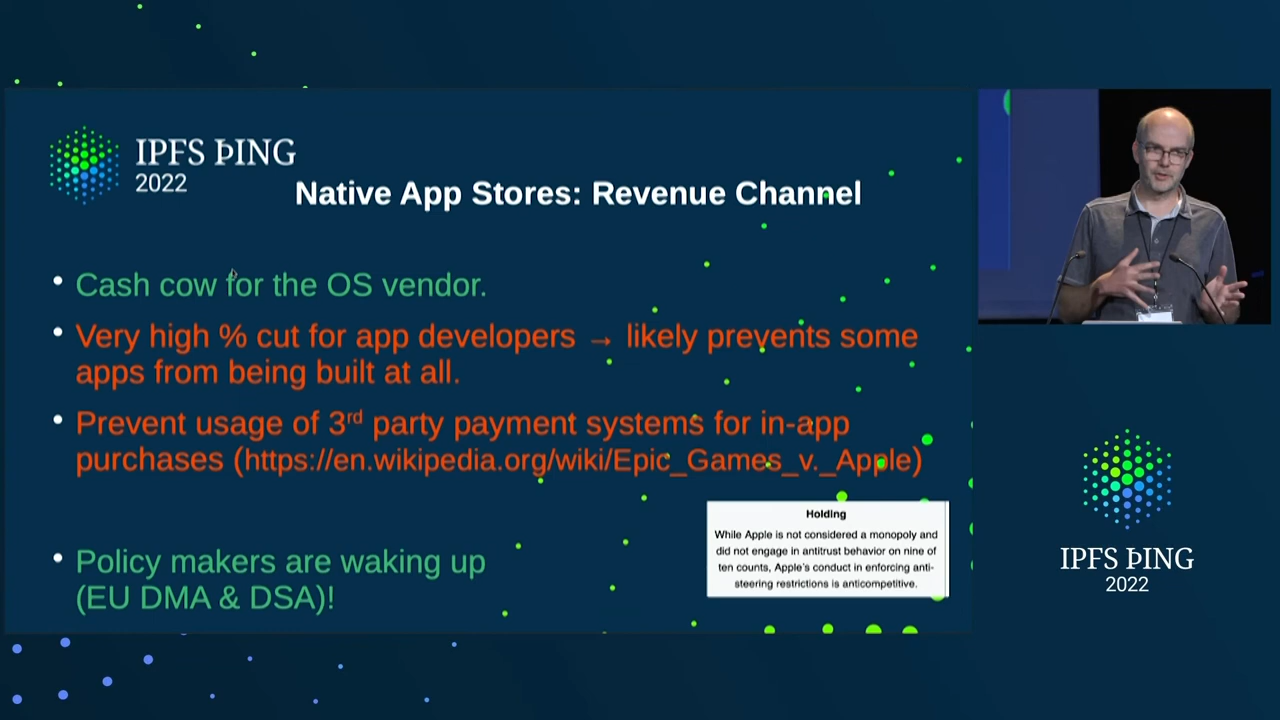 IPFS ÞING
2022
Native App Stores: Revenue Channel
• Cash cow for the OS vendor.
• Very high % cut for app developers → likely prevents some
apps from being built at all.
• Prevent usage of 3rd party payment systems for in-app
purchases (https://en.wikipedia.org/wiki/Epic_Games_v._Apple)
Holding
While Apple is not considered a monopoly and
did not engage in antitrust behavior on nine of
ten counts, Apple's conduct in enforcing anti-
steering restrictions is anticompetitive.
• Policy makers are waking up
(EU DMA & DSA)!
IPFS ÞING
2022